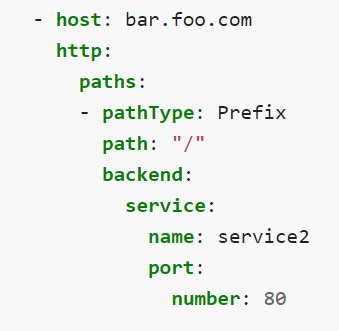 - host: bar.foo.com
  http:
    paths:
    - pathType: Prefix
      path: "/"
      backend:
        service:
          name: service2
          port:
            number: 80